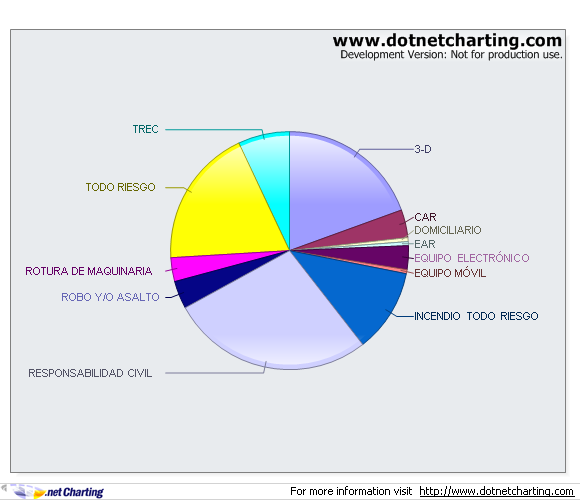 www.dotnetcharting.com
Development Version: Not for production use.
TREC
3-D
TODO RIESGO
CAR
DOMICILIARIO
EAR
EQUIPO ELECTRÓNICO
ROTURA DE MAQUINARIA
EQUIPO MÓVIL
ROBO Y/O ASALTO
INCENDIO TODO RIESGO
RESPONSABILIDAD CIVIL
.net Charting
For more information visit http://www.dotnetcharting.com